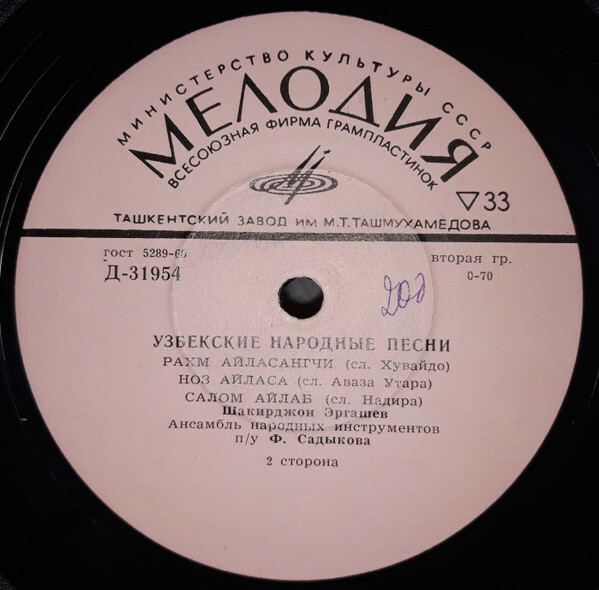 МИНИСТЕРСТВО КУЛЬТУРЫ СССР
МЕЛОДИЯ
ВСЕСОЮЗНАЯ ФИРМА ГРАМПЛАСТИНОК
▽33
ТАШКЕНТСКИЙ ЗАВОД ИМ М.Т.ТАШМУХАМЕДОВА
гост 5289-68
вторая гр.
Д-31954
0-70
200
УЗБЕКСКИЕ НАРОДНЫЕ ПЕСНИ
РАХМ АЙЛАСАНГЧИ (сл. Хувайдо)
НОЗ АЙЛАСА (сл. Аваза Утара)
САЛОМ АЙЛАБ (сл. Надира)
Шакирджон Эргашев
Ансамбль народных инструментов
п/у Ф. Садыкова
2 сторона